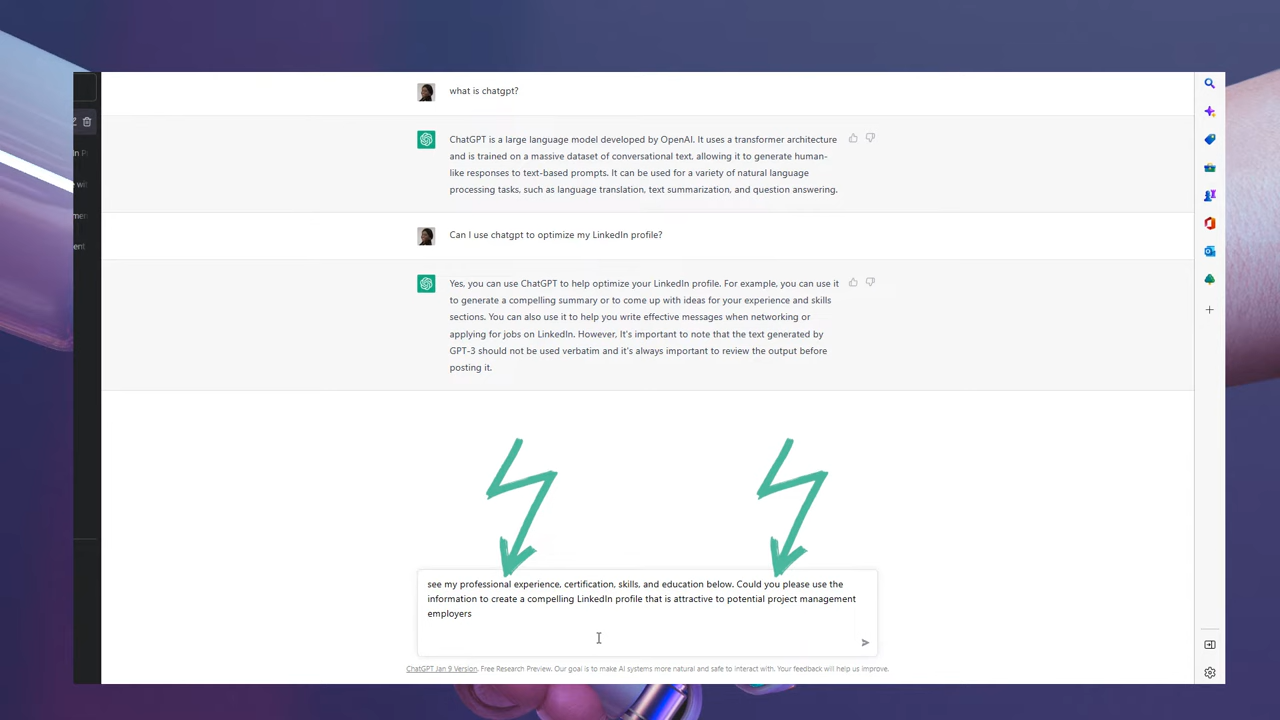 what is chatgpt?
ChatGPT is a large language model developed by OpenAI. It uses a transformer architecture
and is trained on a massive dataset of conversational text, allowing it to generate human-
like responses to text-based prompts. It can be used for a variety of natural language
processing tasks, such as language translation, text summarization, and question answering.
Can I use chatgpt to optimize my LinkedIn profile?
Yes, you can use ChatGPT to help optimize your LinkedIn profile. For example, you can use it
to generate a compelling summary or to come up with ideas for your experience and skills
sections. You can also use it to help you write effective messages when networking or
applying for jobs on LinkedIn. However, It's important to note that the text generated by
GPT-3 should not be used verbatim and it's always important to review the output before
posting it.
see my professional experience, certification, skills, and education below. Could you please use the
information to create a compelling LinkedIn profile that is attractive to potential project management
employers
ChatGPT Jan 9 Version. Free Research Preview. Our goal is to make AI systems more natural and safe to interact with. Your feedback will help us improve.